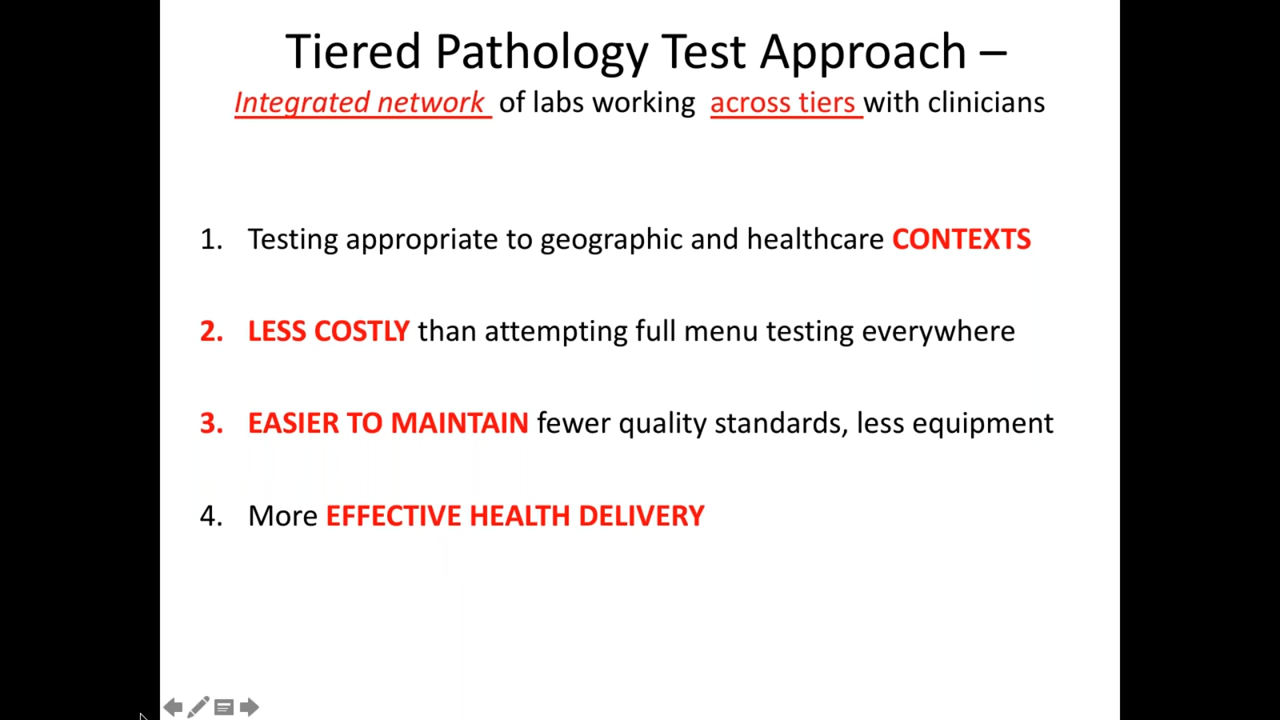 Tiered Pathology Test Approach –
Integrated network of labs working across tiers with clinicians
1. Testing appropriate to geographic and healthcare CONTEXTS
2. LESS COSTLY than attempting full menu testing everywhere
3. EASIER TO MAINTAIN fewer quality standards, less equipment
4. More EFFECTIVE HEALTH DELIVERY